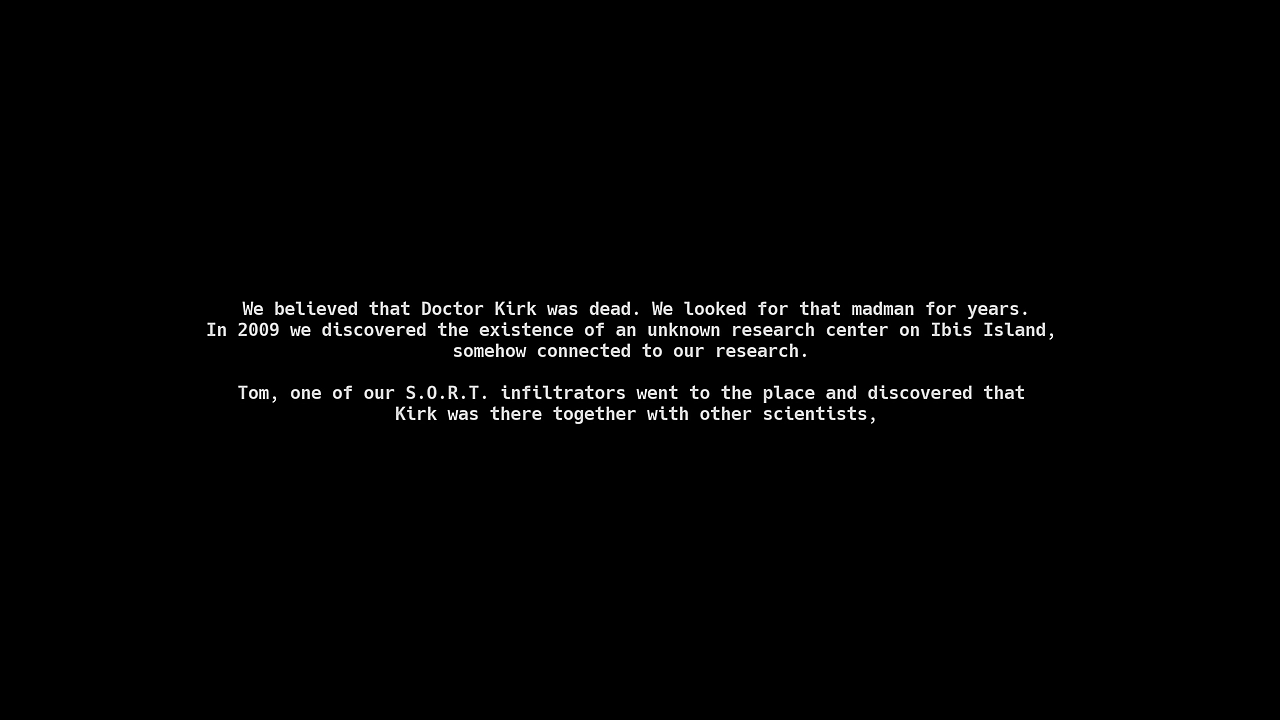 We believed that Doctor Kirk was dead. We looked for that madman for years.
In 2009 we discovered the existence of an unknown research center on Ibis Island,
somehow connected to our research.
Tom, one of our S.O.R.T. infiltrators went to the place and discovered that
Kirk was there together with other scientists,